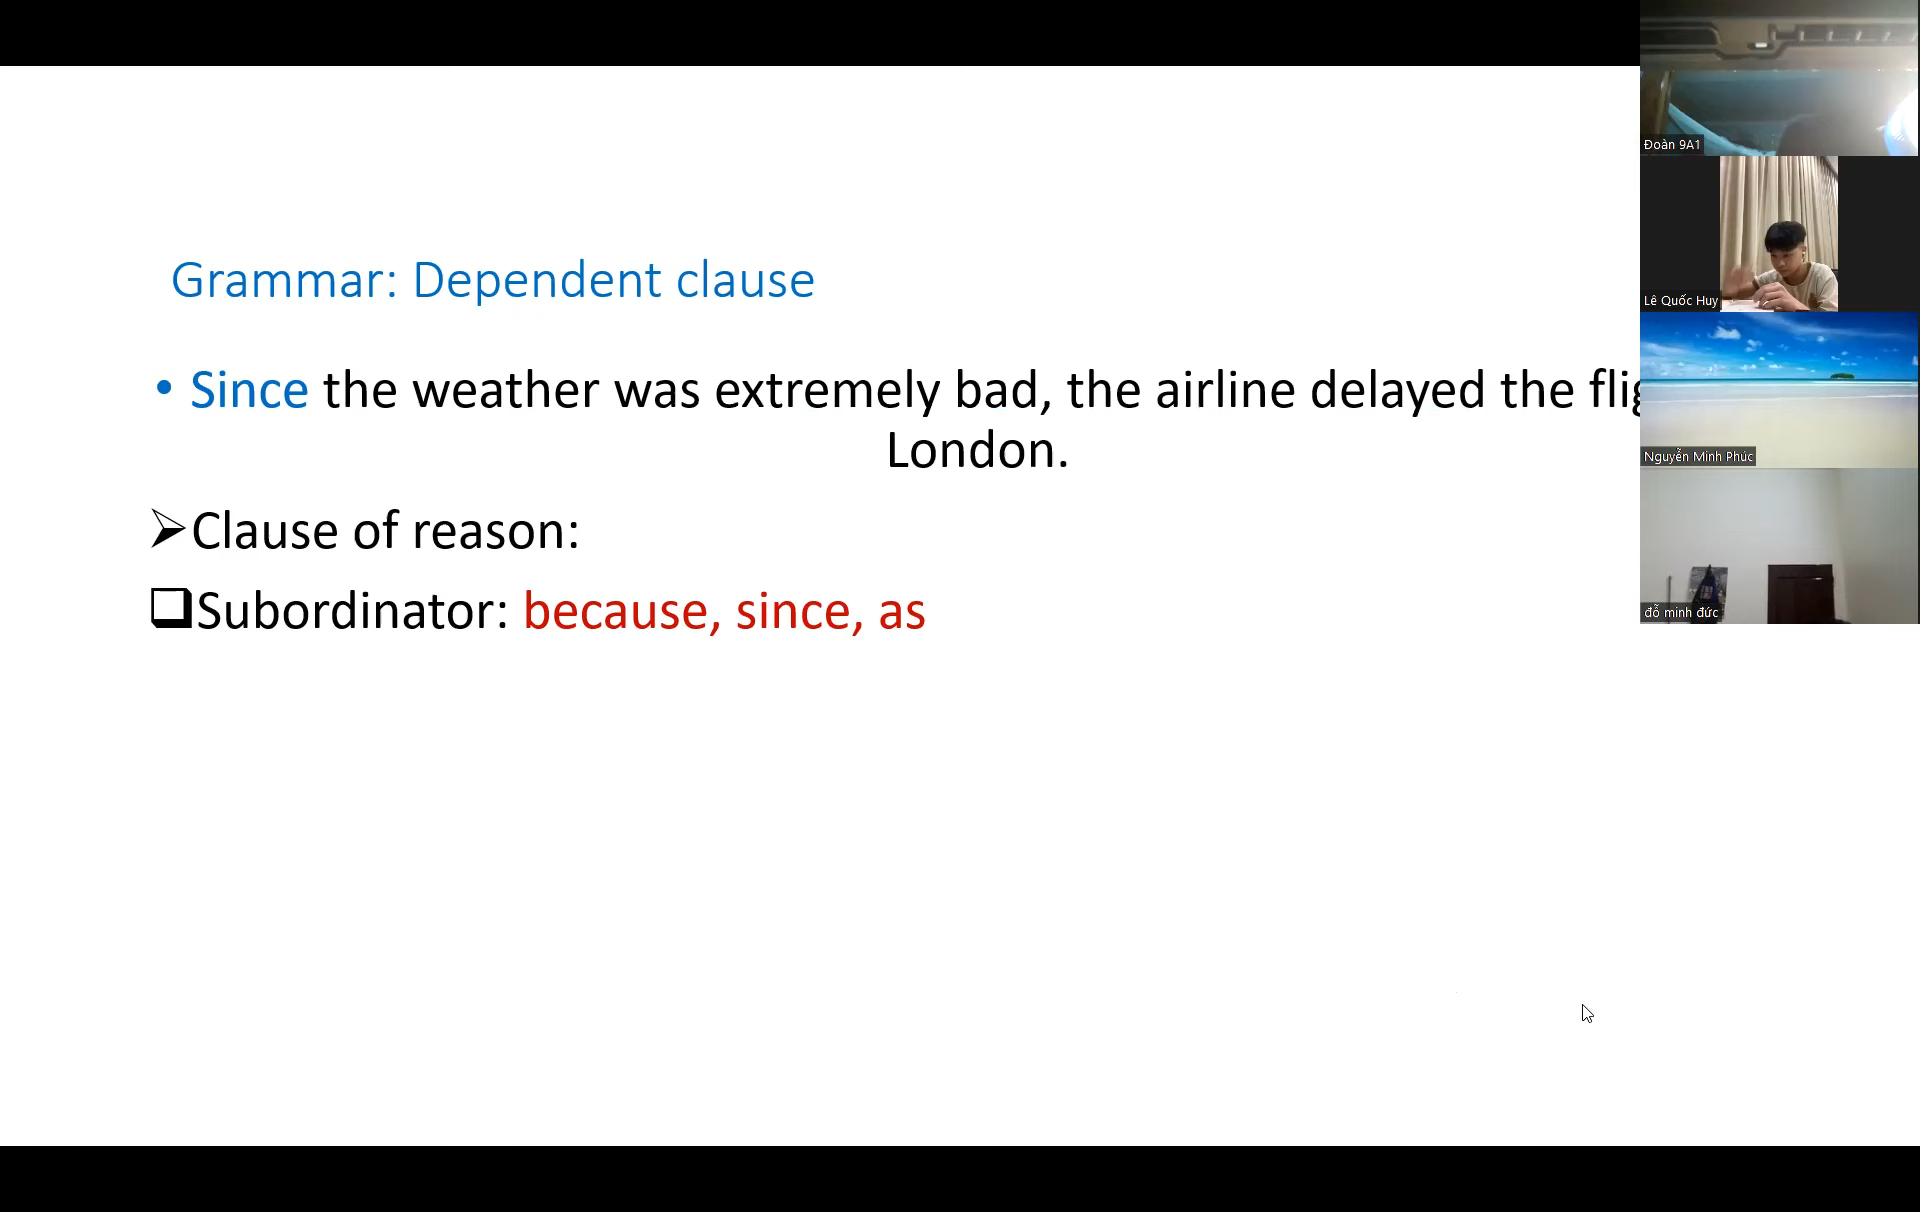 Grammar: Dependent clause
• Since the weather was extremely bad, the airline delayed the
London.
➢Clause of reason:
❑Subordinator: because, since, as
Đoàn 9A1
Lê Quốc Huy
Nguyễn Minh Phúc
đỗ minh đức